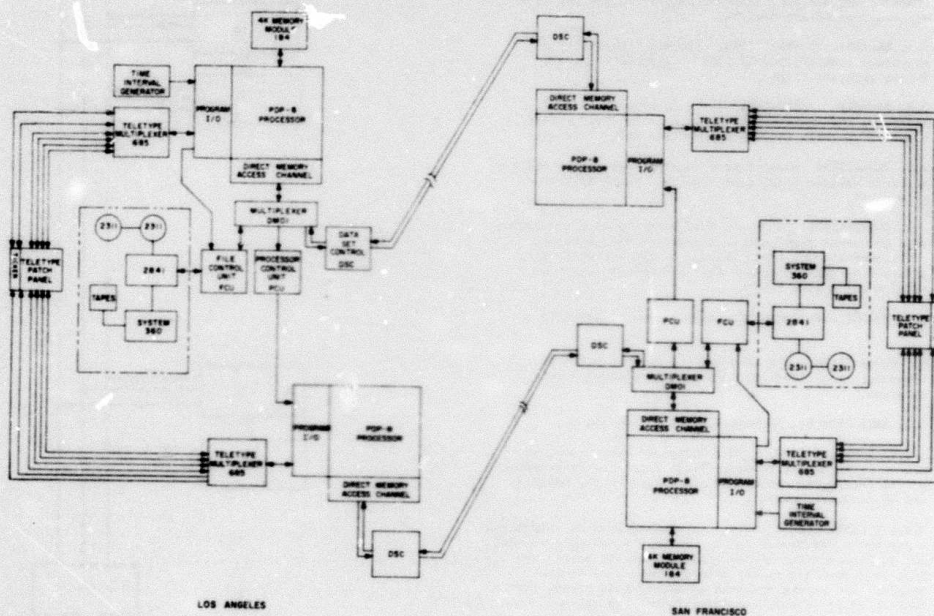 4K MEMORY
MODULE
184
TIME
INTERVAL
GENERATOR
PROGRAM
I/O
PDP-8
PROCESSOR
TELETYPE
MULTIPLEXER
685
DIRECT MEMORY
ACCESS CHANNEL
MULTIPLEXER
DM01
2311
2311
2841
FILE
CONTROL
UNIT
FCU
PROCESSOR
CONTROL
UNIT
PCU
DATA
SET
CONTROL
DSC
TELETYPE
PATCH
PANEL
TAPES
SYSTEM
360
PROGRAM
I/O
PDP-8
PROCESSOR
TELETYPE
MULTIPLEXER
685
DIRECT MEMORY
ACCESS CHANNEL
DSC
LOS ANGELES
DSC
DIRECT MEMORY
ACCESS CHANNEL
PDP-8
PROCESSOR
PROGRAM
I/O
TELETYPE
MULTIPLEXER
685
SYSTEM
360
TAPES
2841
2311
2311
TELETYPE
PATCH
PANEL
FCU
DSC
MULTIPLEXER
DM01
DIRECT MEMORY
ACCESS CHANNEL
PDP-8
PROCESSOR
PROGRAM
I/O
TELETYPE
MULTIPLEXER
685
TIME
INTERVAL
GENERATOR
4K MEMORY
MODULE
184
SAN FRANCISCO